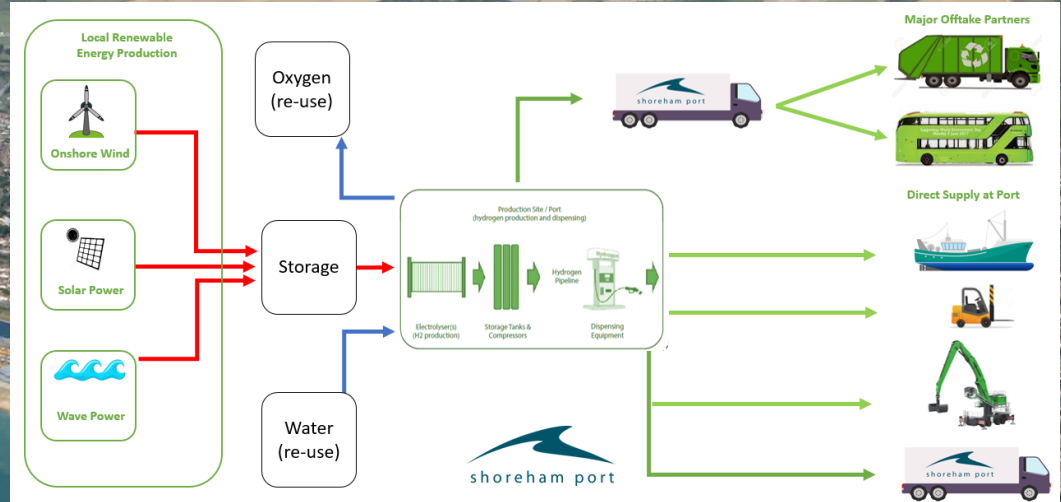 Local Renewable
Energy Production
Onshore Wind
Solar Power
Wave Power
Oxygen
(re-use)
Storage
Water
(re-use)
Production Site / Port
(hydrogen production and dispensing)
Electrolyser(s)
(H2 production)
Storage Tanks &
Compressors
Hydrogen
Pipeline
Hydrogen
Dispensing
Equipment
shoreham port
shoreham port
Major Offtake Partners
Direct Supply at Port
shoreham port